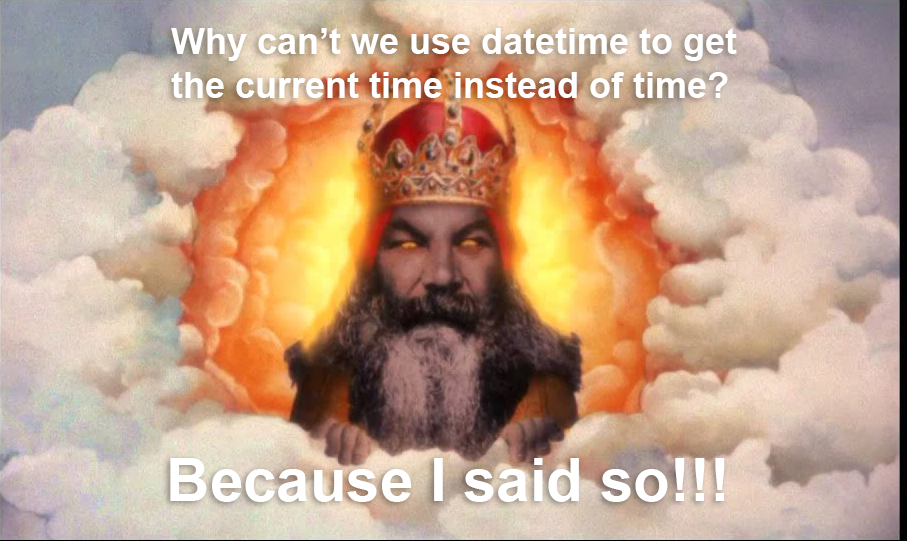 Why can’t we use datetime to get
the current time instead of time?
Because I said so!!!